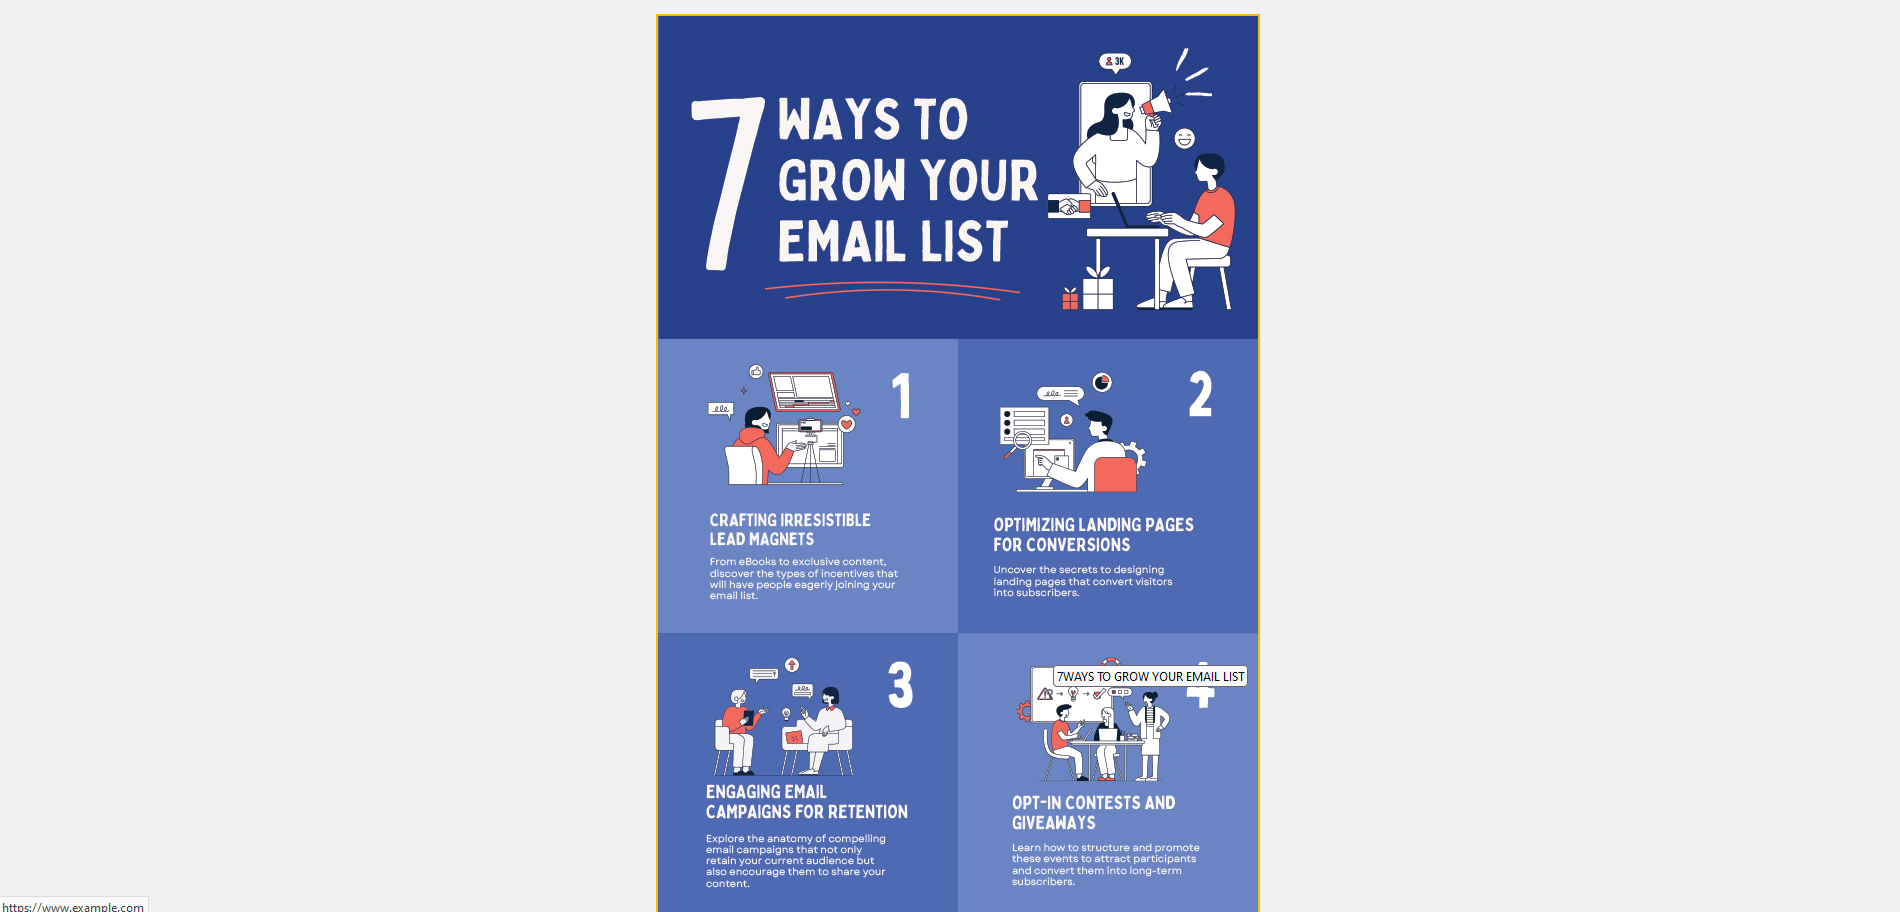 3K
7 WAYS TO
GROW YOUR
EMAIL LIST
1
CRAFTING IRRESISTIBLE
LEAD MAGNETS
From eBooks to exclusive content,
discover the types of incentives that
will have people eagerly joining your
email list.
2
OPTIMIZING LANDING PAGES
FOR CONVERSIONS
Uncover the secrets to designing
landing pages that convert visitors
into subscribers.
3
ENGAGING EMAIL
CAMPAIGNS FOR RETENTION
Explore the anatomy of compelling
email campaigns that not only
retain your current audience but
also encourage them to share your
content.
4
7WAYS TO GROW YOUR EMAIL LIST
OPT-IN CONTESTS AND
GIVEAWAYS
Learn how to structure and promote
these events to attract participants
and convert them into long-term
subscribers.
https://www.example.com